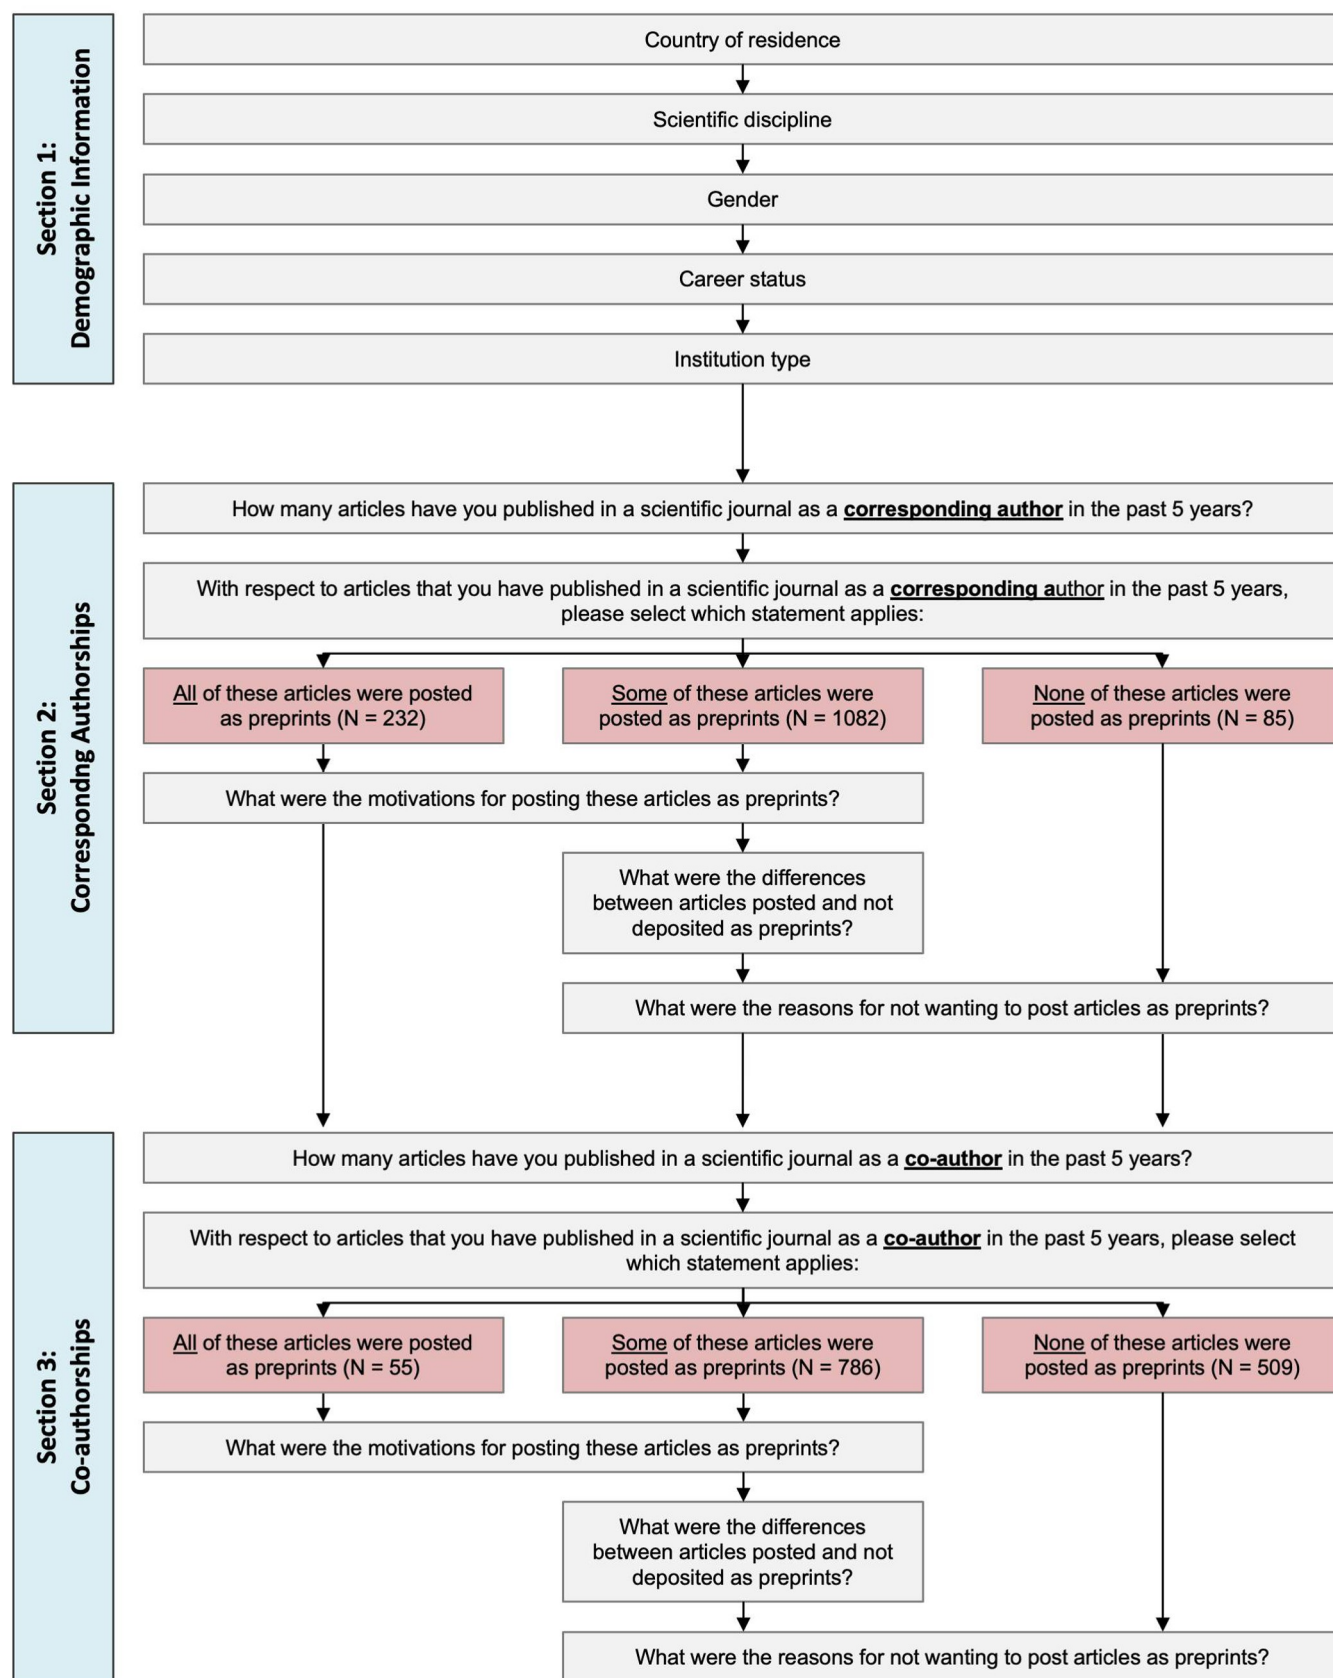 Section 1:
Demographic Information
Country of residence
Scientific discipline
Gender
Career status
Institution type
Section 2:
Correspondng Authorships
How many articles have you published in a scientific journal as a corresponding author in the past 5 years?
With respect to articles that you have published in a scientific journal as a corresponding author in the past 5 years,
please select which statement applies:
All of these articles were posted
as preprints (N = 232)
Some of these articles were
posted as preprints (N = 1082)
None of these articles were
posted as preprints (N = 85)
What were the motivations for posting these articles as preprints?
What were the differences
between articles posted and not
deposited as preprints?
What were the reasons for not wanting to post articles as preprints?
Section 3:
Co-authorships
How many articles have you published in a scientific journal as a co-author in the past 5 years?
With respect to articles that you have published in a scientific journal as a co-author in the past 5 years, please select
which statement applies:
All of these articles were posted
as preprints (N = 55)
Some of these articles were
posted as preprints (N = 786)
None of these articles were
posted as preprints (N = 509)
What were the motivations for posting these articles as preprints?
What were the differences
between articles posted and not
deposited as preprints?
What were the reasons for not wanting to post articles as preprints?